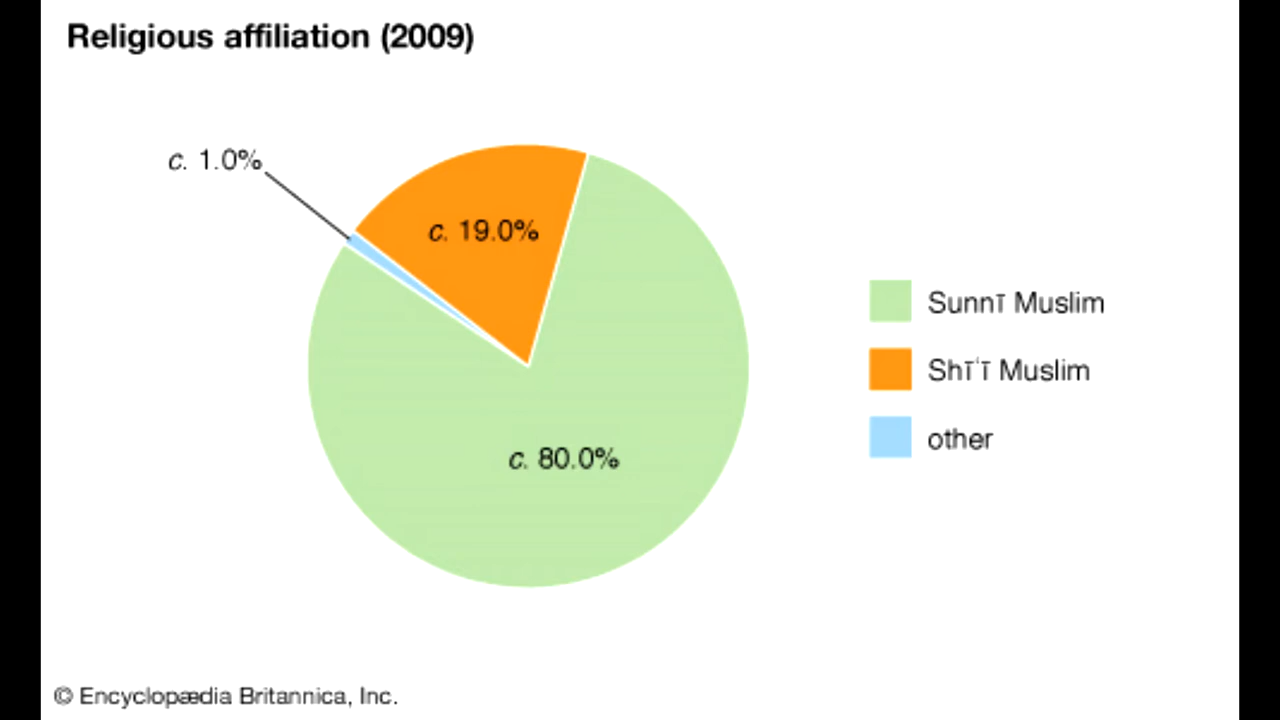 Religious affiliation (2009)
c. 1.0%
c. 19.0%
c. 80.0%
Sunnī Muslim
Shīʿī Muslim
other
© Encyclopædia Britannica, Inc.